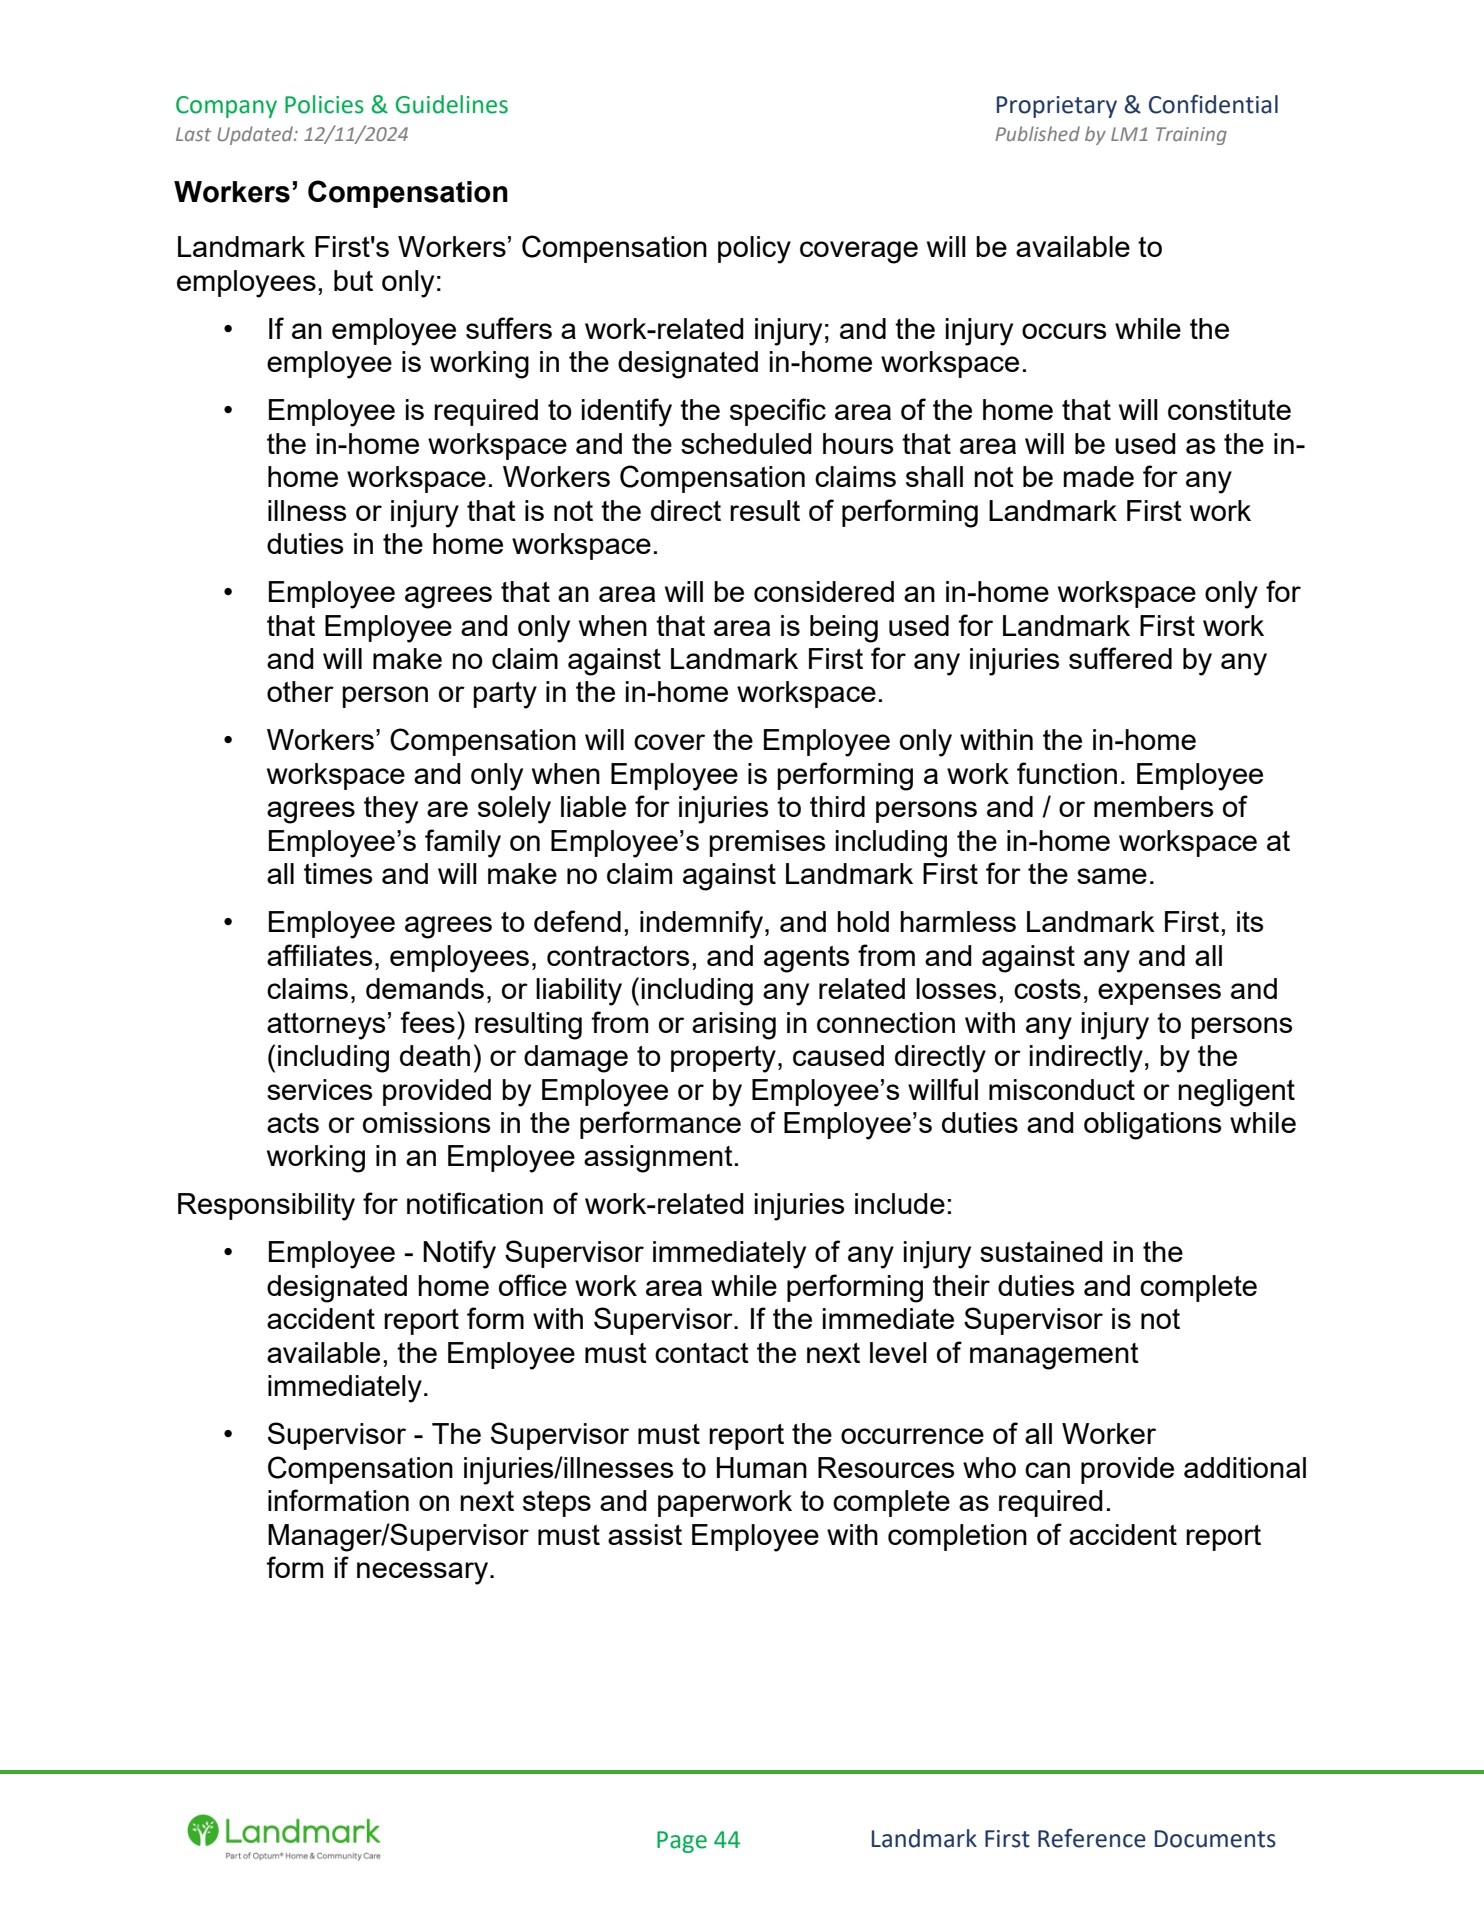 Company Policies & Guidelines
Proprietary & Confidential
Last Updated: 12/11/2024
Published by LM1 Training
Workers’ Compensation
Landmark First's Workers’ Compensation policy coverage will be available to
employees, but only:
• If an employee suffers a work-related injury; and the injury occurs while the
employee is working in the designated in-home workspace.
• Employee is required to identify the specific area of the home that will constitute
the in-home workspace and the scheduled hours that area will be used as the in-
home workspace. Workers Compensation claims shall not be made for any
illness or injury that is not the direct result of performing Landmark First work
duties in the home workspace.
• Employee agrees that an area will be considered an in-home workspace only for
that Employee and only when that area is being used for Landmark First work
and will make no claim against Landmark First for any injuries suffered by any
other person or party in the in-home workspace.
• Workers’ Compensation will cover the Employee only within the in-home
workspace and only when Employee is performing a work function. Employee
agrees they are solely liable for injuries to third persons and / or members of
Employee’s family on Employee’s premises including the in-home workspace at
all times and will make no claim against Landmark First for the same.
• Employee agrees to defend, indemnify, and hold harmless Landmark First, its
affiliates, employees, contractors, and agents from and against any and all
claims, demands, or liability (including any related losses, costs, expenses and
attorneys’ fees) resulting from or arising in connection with any injury to persons
(including death) or damage to property, caused directly or indirectly, by the
services provided by Employee or by Employee’s willful misconduct or negligent
acts or omissions in the performance of Employee’s duties and obligations while
working in an Employee assignment.
Responsibility for notification of work-related injuries include:
• Employee - Notify Supervisor immediately of any injury sustained in the
designated home office work area while performing their duties and complete
accident report form with Supervisor. If the immediate Supervisor is not
available, the Employee must contact the next level of management
immediately.
• Supervisor - The Supervisor must report the occurrence of all Worker
Compensation injuries/illnesses to Human Resources who can provide additional
information on next steps and paperwork to complete as required.
Manager/Supervisor must assist Employee with completion of accident report
form if necessary.
Landmark
Part of Optum® Home & Community Care
Page 44
Landmark First Reference Documents